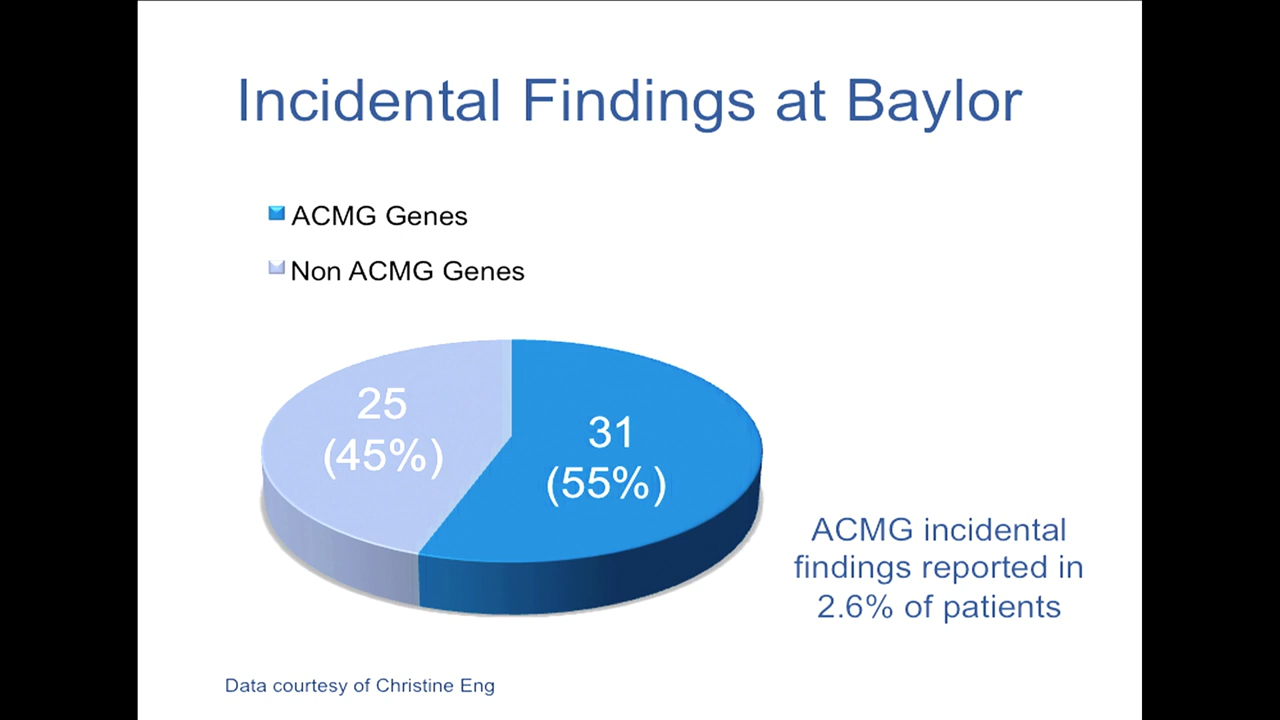 Incidental Findings at Baylor
ACMG Genes
Non ACMG Genes
25
(45%)
31
(55%)
ACMG incidental
findings reported in
2.6% of patients
Data courtesy of Christine Eng